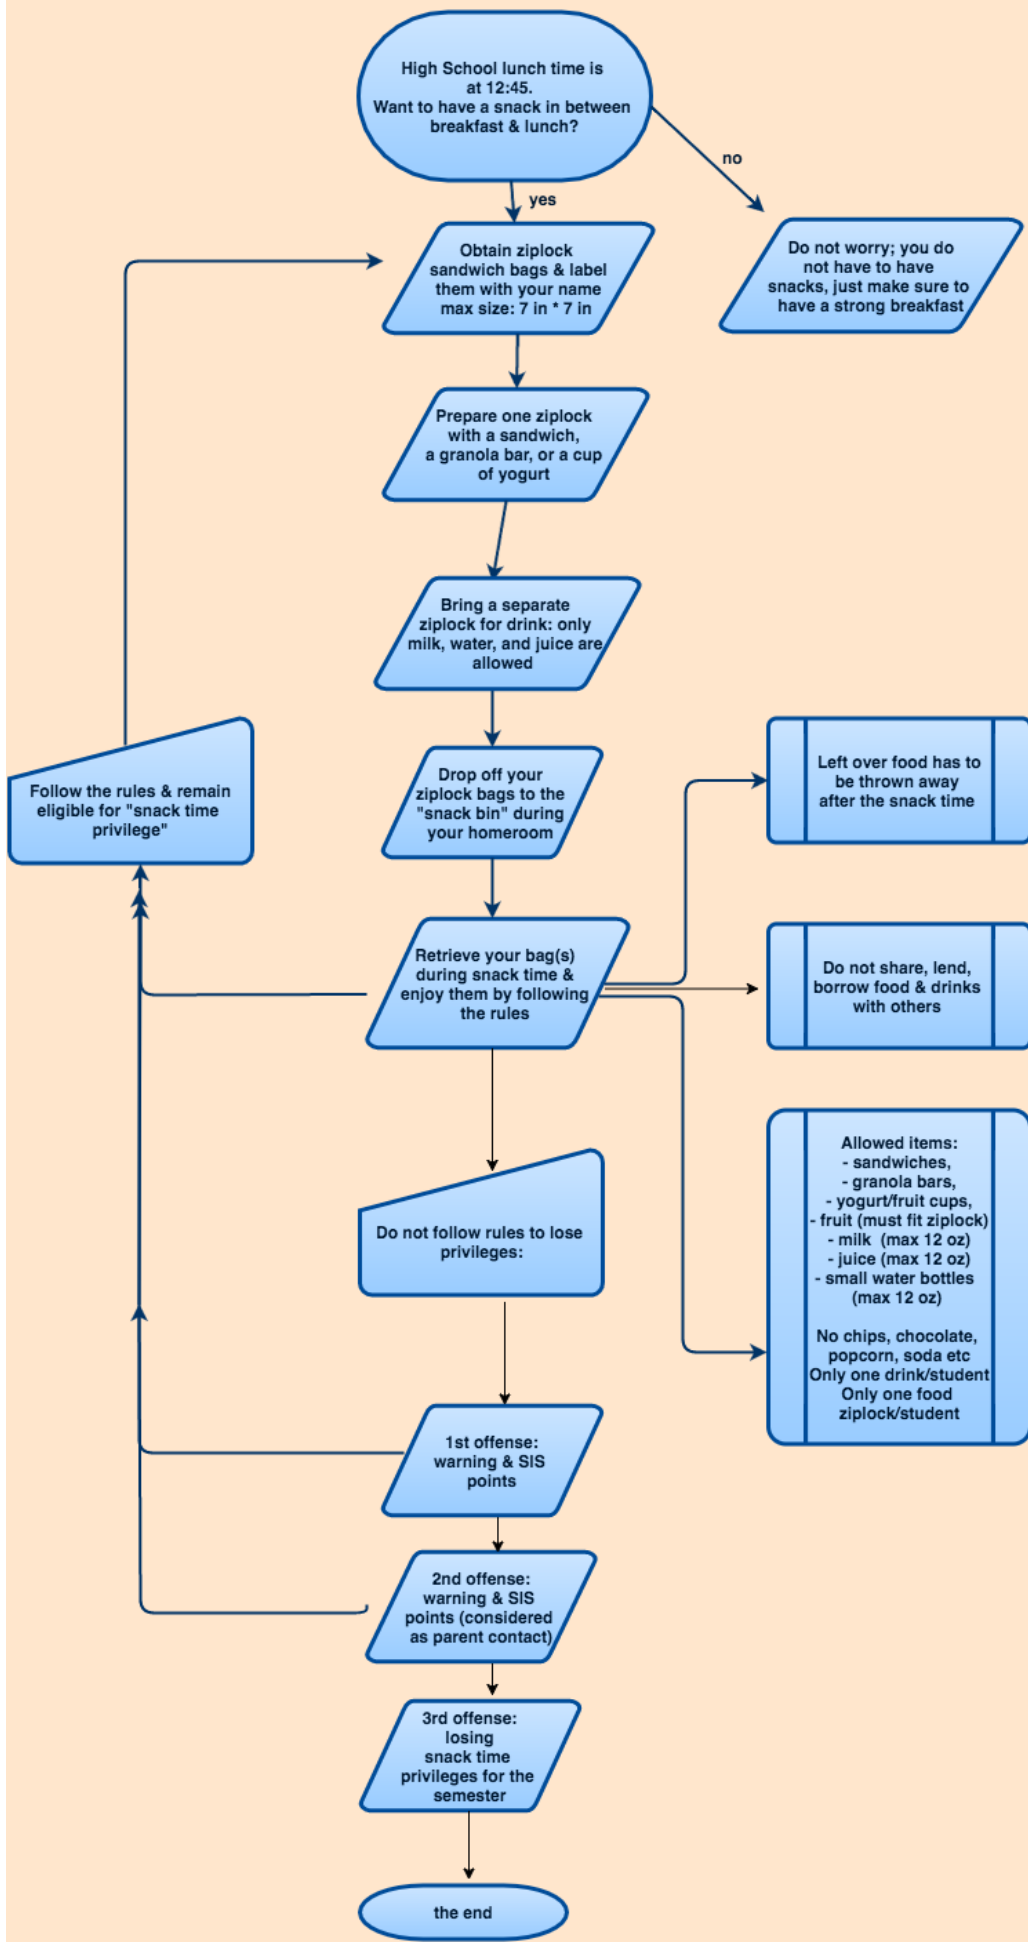 High School lunch time is
at 12:45.
Want to have a snack in between
breakfast & lunch?
no
yes
Obtain ziplock
sandwich bags & label
them with your name
max size: 7 in * 7 in
Do not worry; you do
not have to have
snacks, just make sure to
have a strong breakfast
Prepare one ziplock
with a sandwich,
a granola bar, or a cup
of yogurt
Bring a separate
ziplock for drink: only
milk, water, and juice are
allowed
Drop off your
ziplock bags to the
"snack bin" during
your homeroom
Follow the rules & remain
eligible for "snack time
privilege"
Left over food has to
be thrown away
after the snack time
Retrieve your bag(s)
during snack time &
enjoy them by following
the rules
Do not share, lend,
borrow food & drinks
with others
Allowed items:
- sandwiches,
- granola bars,
- yogurt/fruit cups,
- fruit (must fit ziplock)
- milk (max 12 oz)
- juice (max 12 oz)
- small water bottles
(max 12 oz)
No chips, chocolate,
popcorn, soda etc
Only one drink/student
Only one food
ziplock/student
Do not follow rules to lose
privileges:
1st offense:
warning & SIS
points
2nd offense:
warning & SIS
points (considered
as parent contact)
3rd offense:
losing
snack time
privileges for the
semester
the end